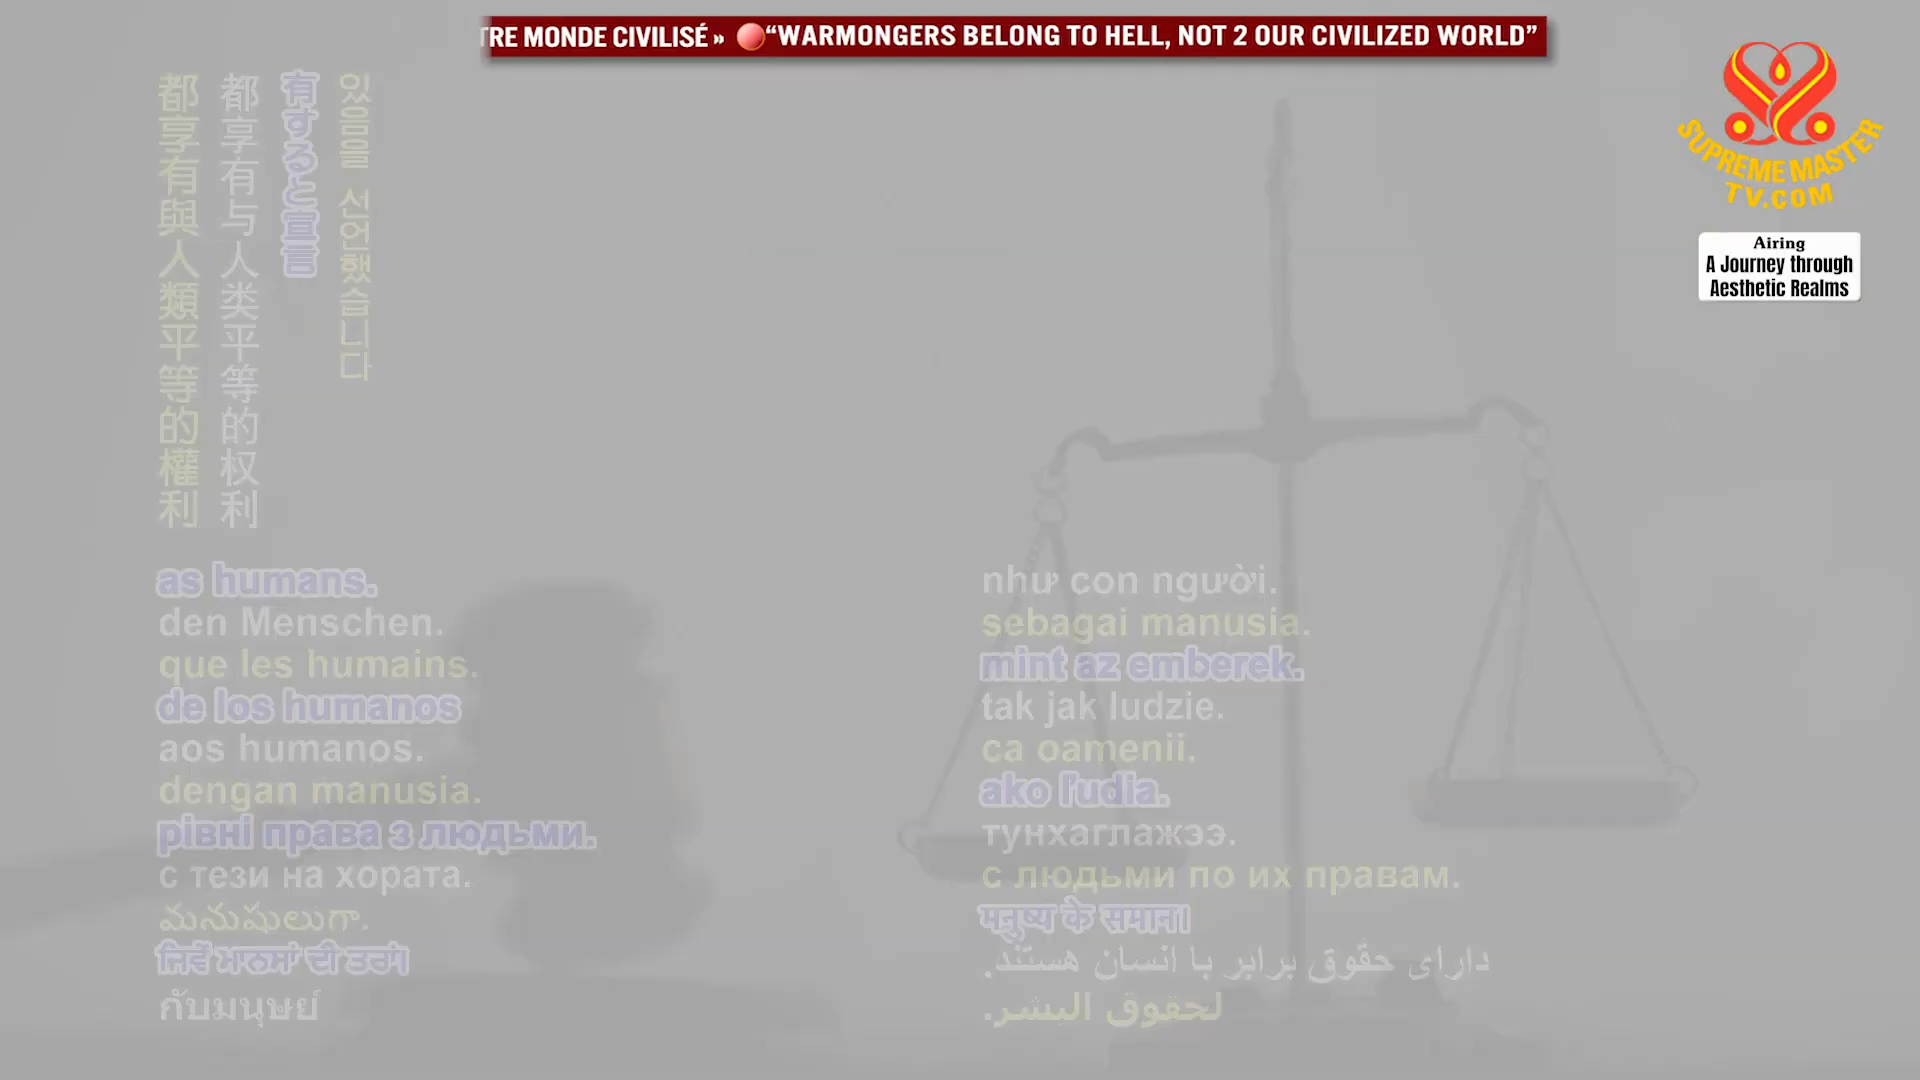 TRE MONDE CIVILISÉ » 🔴“WARMONGERS BELONG TO HELL, NOT 2 OUR CIVILIZED WORLD”
SUPREME MASTER
TV.COM
Airing
A Journey through
Aesthetic Realms
都享有與人類平等的權利
都享有与人类平等的权利
有すると宣言
있음을 선언했습니다
as humans.
den Menschen.
que les humains.
de los humanos
aos humanos.
dengan manusia.
рівні права з людьми.
с тези на хората.
మనుషులుగా.
ਜਿਵੇਂ ਮਾਨਸਾਂ ਦੀ ਤਰਾਂ।
กับมนุษย์
như con người.
sebagai manusia.
mint az emberek.
tak jak ludzie.
ca oamenii.
ako ľudia.
тунхаглажээ.
с людьми по их правам.
मनुष्य के समान।
دارای حقوق برابر با انسان هستند.
لحقوق البشر.